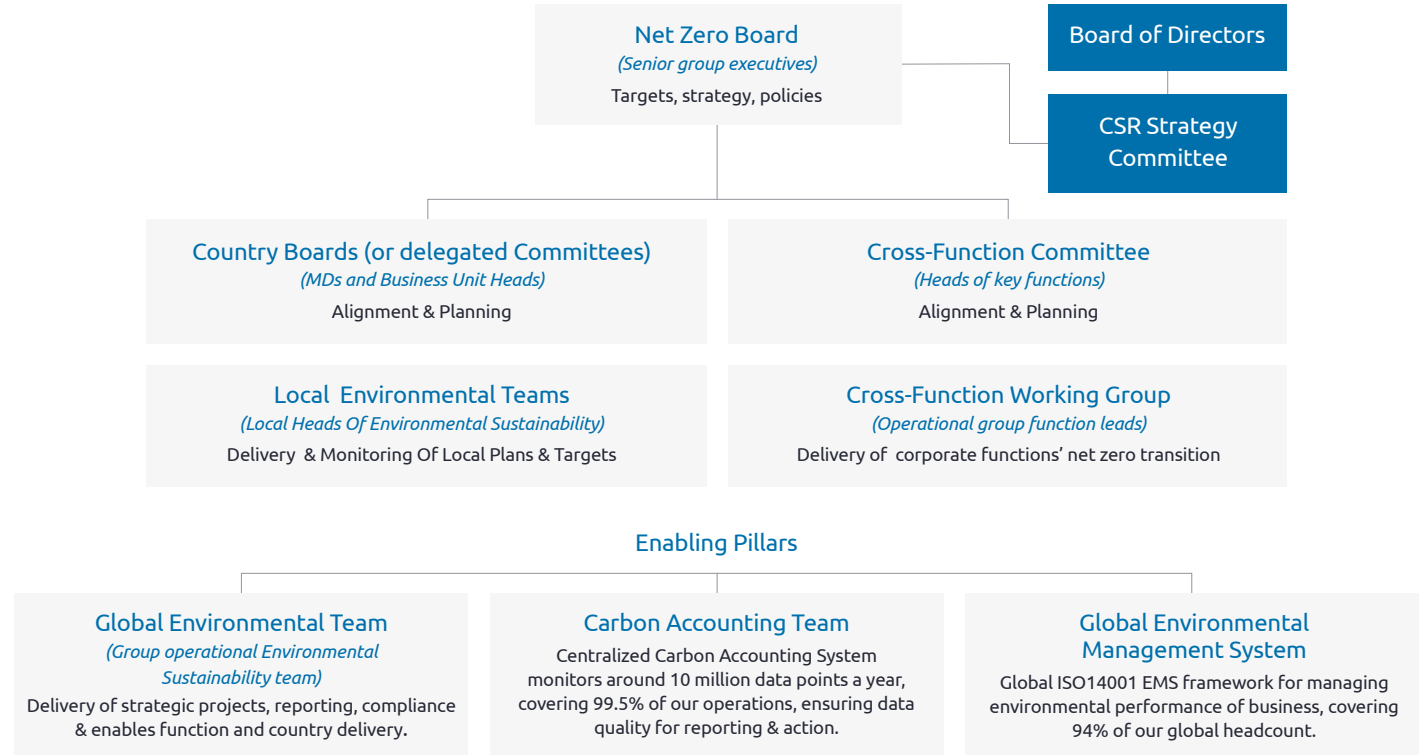 Net Zero Board
(Senior group executives)
Targets, strategy, policies
Board of Directors
CSR Strategy
Committee
Country Boards (or delegated Committees)
(MDs and Business Unit Heads)
Alignment & Planning
Cross-Function Committee
(Heads of key functions)
Alignment & Planning
Local Environmental Teams
(Local Heads Of Environmental Sustainability)
Delivery & Monitoring Of Local Plans & Targets
Cross-Function Working Group
(Operational group function leads)
Delivery of corporate functions’ net zero transition
Enabling Pillars
Global Environmental Team
(Group operational Environmental
Sustainability team)
Delivery of strategic projects, reporting, compliance
& enables function and country delivery.
Carbon Accounting Team
Centralized Carbon Accounting System
monitors around 10 million data points a year,
covering 99.5% of our operations, ensuring data
quality for reporting & action.
Global Environmental
Management System
Global ISO14001 EMS framework for managing
environmental performance of business, covering
94% of our global headcount.